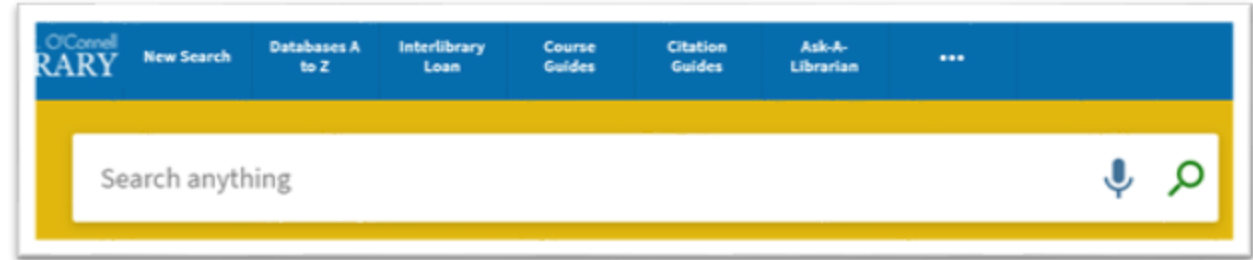 O'Connell
RARY
New Search
Databases A
to Z
Interlibrary
Loan
Course
Guides
Citation
Guides
Ask-A-
Librarian
•••
Search anything